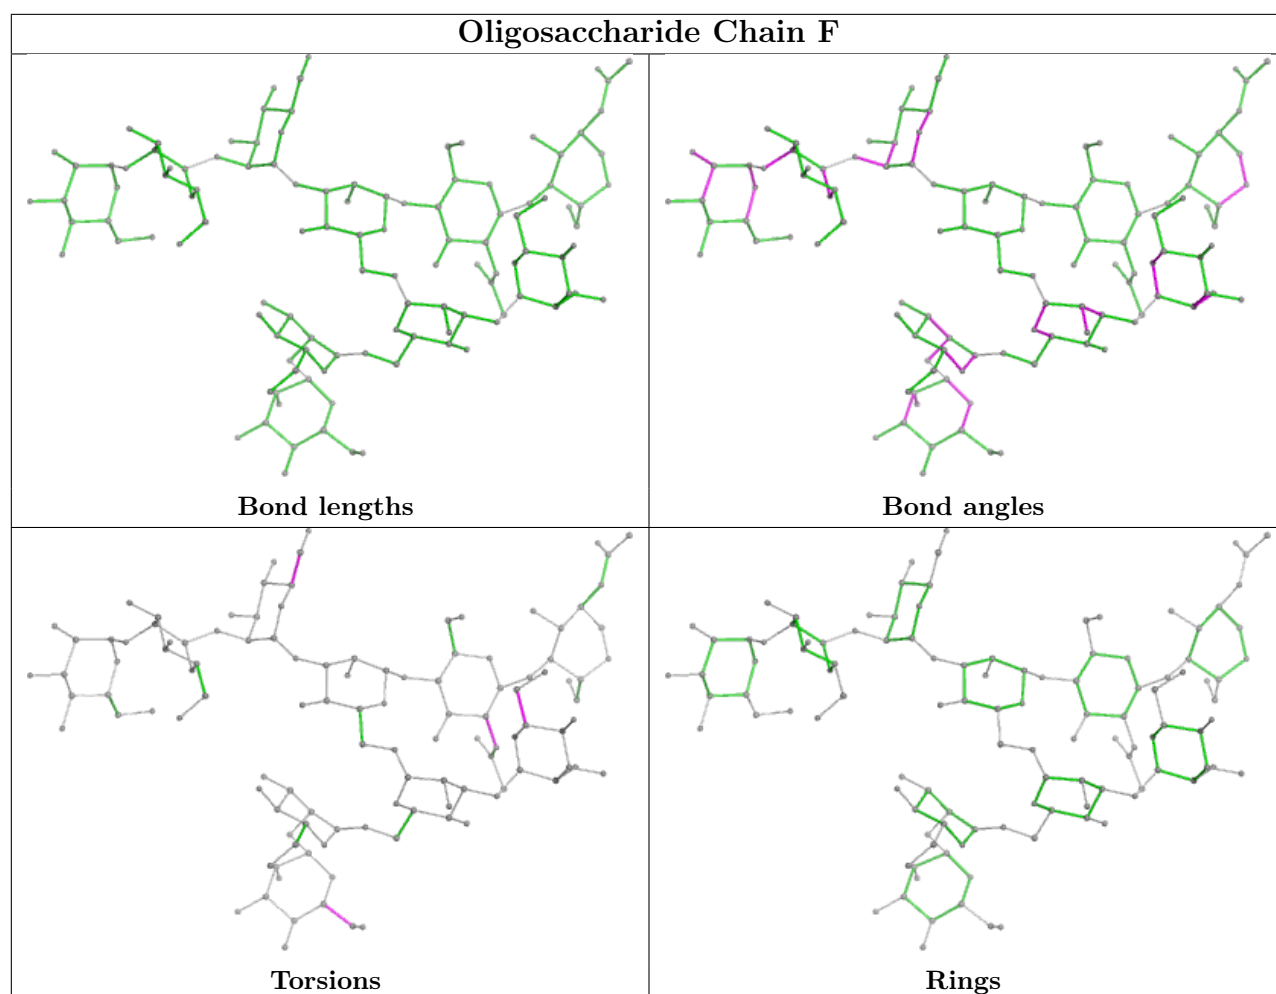 Oligosaccharide Chain F
Bond lengths
Bond angles
Torsions
Rings